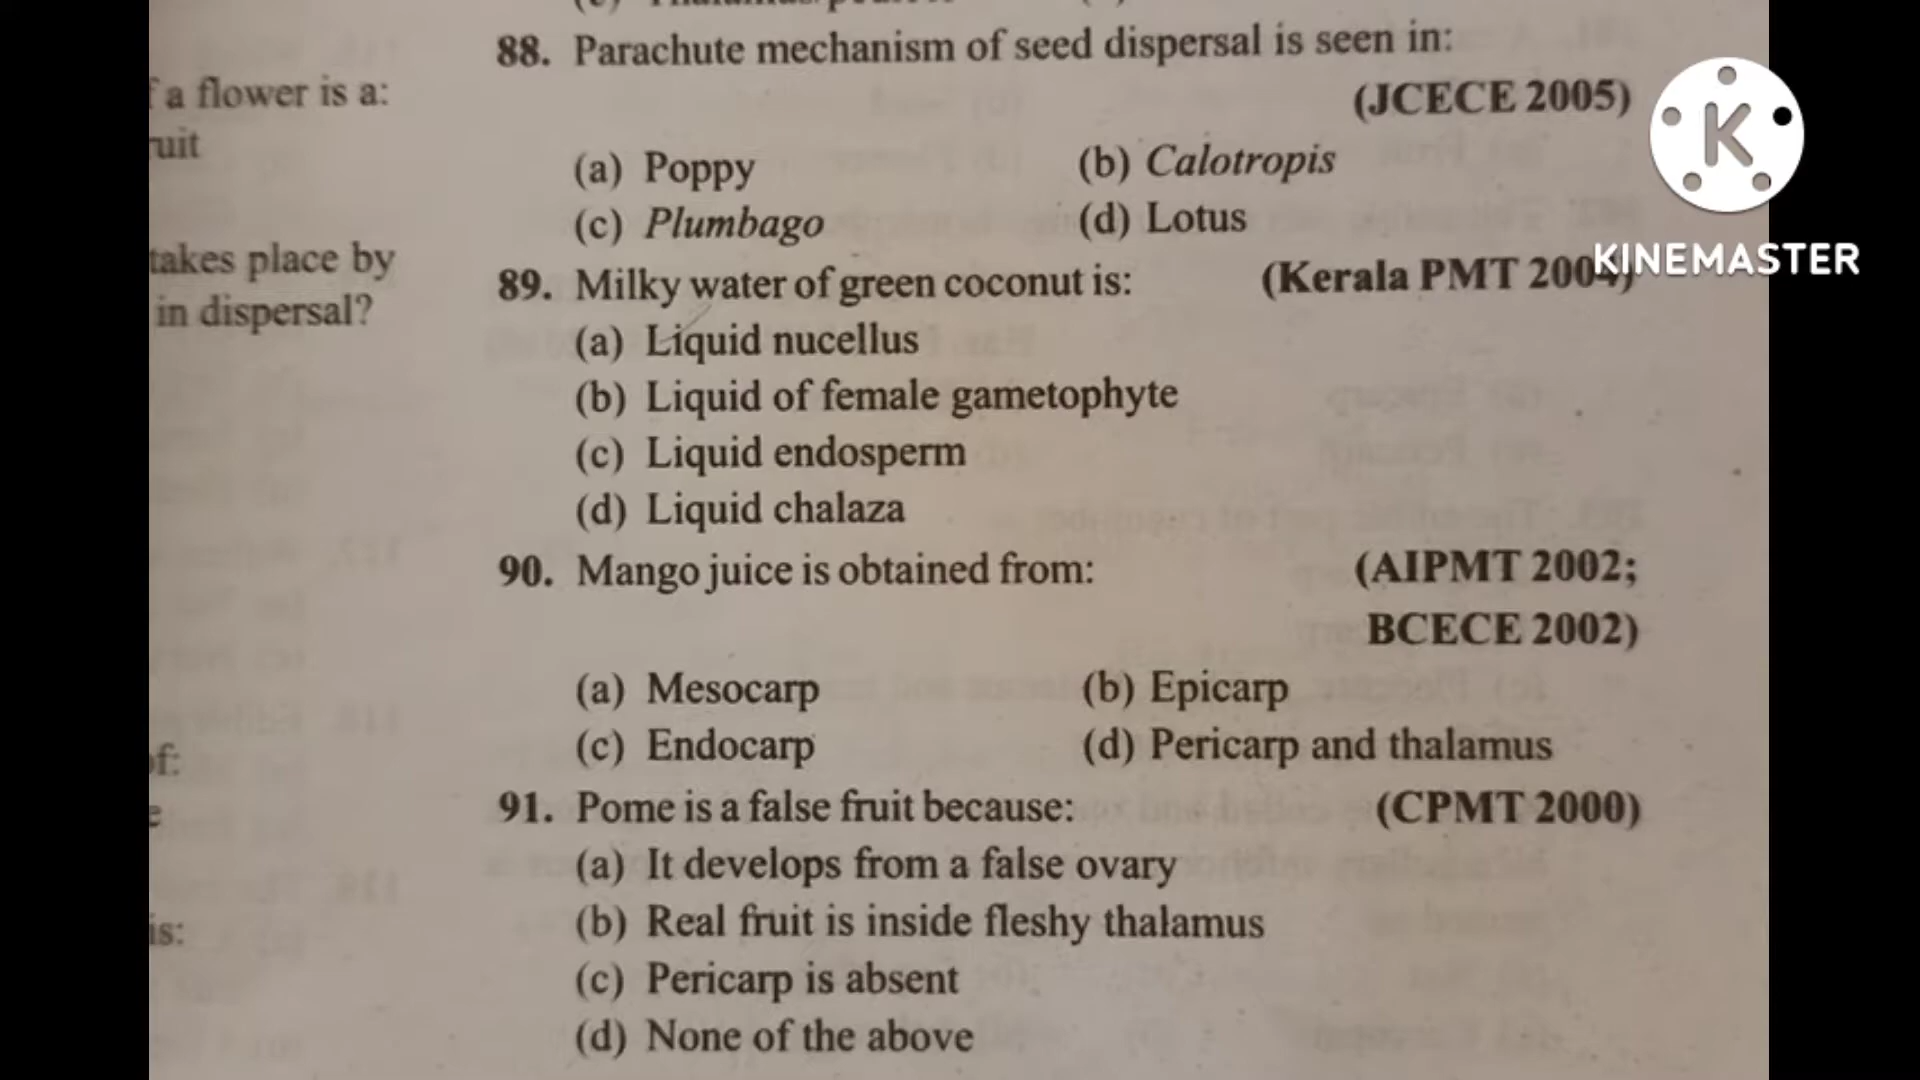 f a flower is a:
ruit
takes place by
in dispersal?
of:
is:
88. Parachute mechanism of seed dispersal is seen in:
(JCECE 2005)
(a) Poppy (b) Calotropis
(c) Plumbago (d) Lotus
89. Milky water of green coconut is: (Kerala PMT 2004)
(a) Liquid nucellus
(b) Liquid of female gametophyte
(c) Liquid endosperm
(d) Liquid chalaza
90. Mango juice is obtained from: (AIPMT 2002;
BCECE 2002)
(a) Mesocarp (b) Epicarp
(c) Endocarp (d) Pericarp and thalamus
91. Pome is a false fruit because: (CPMT 2000)
(a) It develops from a false ovary
(b) Real fruit is inside fleshy thalamus
(c) Pericarp is absent
(d) None of the above
K
KINEMASTER